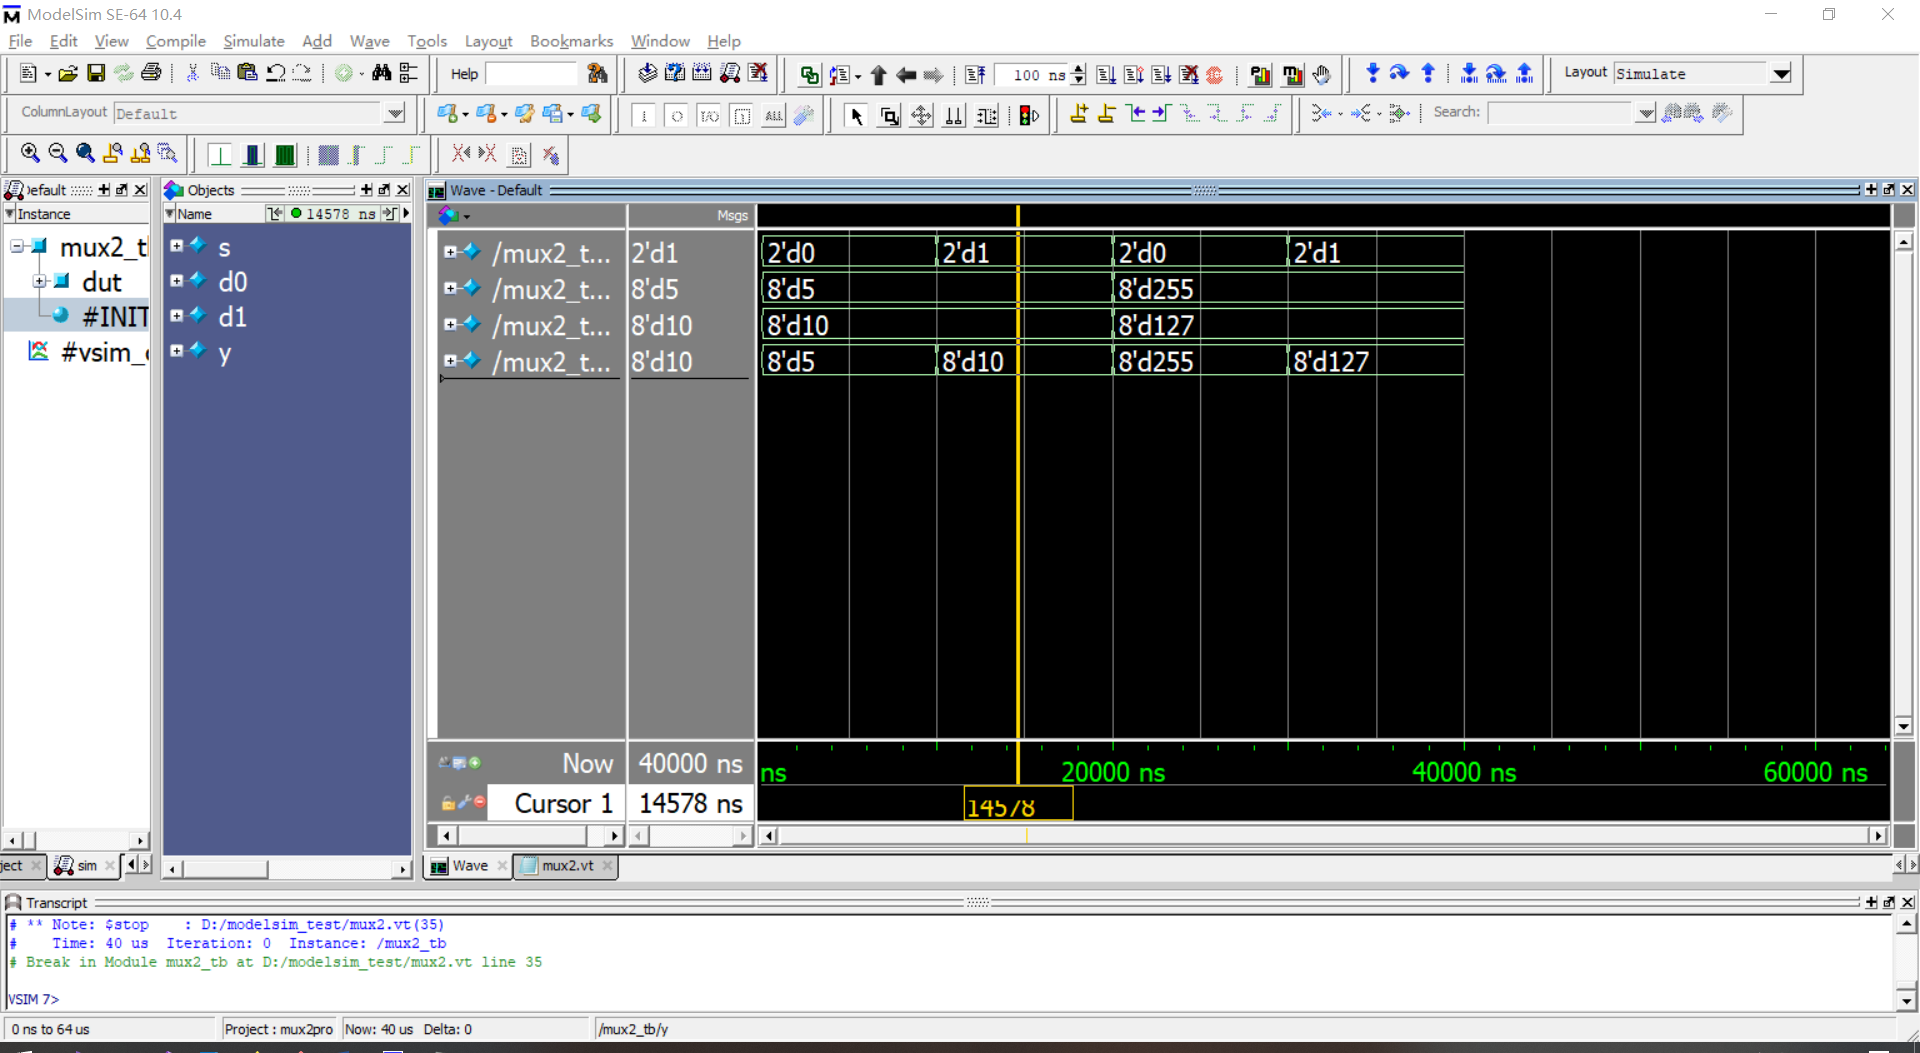 ModelSim SE-64 10.4
File Edit View Compile Simulate Add Wave Tools Layout Bookmarks Window Help
Help 100 ns Layout Simulate
ColumnLayout Default ALL Search:
Default Objects Wave - Default
Instance Name 14578 ns Msgs
mux2_tb s /mux2_t... 2'd1 2'd0 2'd1 2'd0 2'd1
dut d0 /mux2_t... 8'd5 8'd5 8'd255
#INIT d1 /mux2_t... 8'd10 8'd10 8'd127
#vsim_ y /mux2_t... 8'd10 8'd5 8'd10 8'd255 8'd127
Now 40000 ns ns 20000 ns 40000 ns 60000 ns
Cursor 1 14578 ns 14578
ject sim Wave mux2.vt
Transcript
# ** Note: $stop : D:/modelsim_test/mux2.vt(35)
# Time: 40 us Iteration: 0 Instance: /mux2_tb
# Break in Module mux2_tb at D:/modelsim_test/mux2.vt line 35
VSIM 7>
0 ns to 64 us Project : mux2pro Now: 40 us Delta: 0 /mux2_tb/y